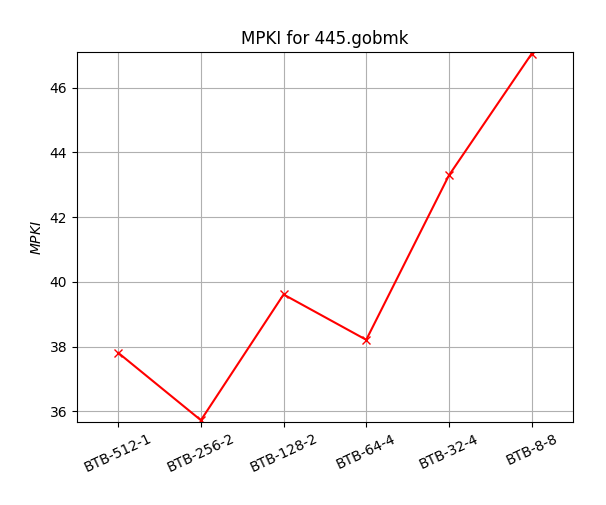 MPKI for 445.gobmk
MPKI
46
44
42
40
38
36
BTB-512-1
BTB-256-2
BTB-128-2
BTB-64-4
BTB-32-4
BTB-8-8